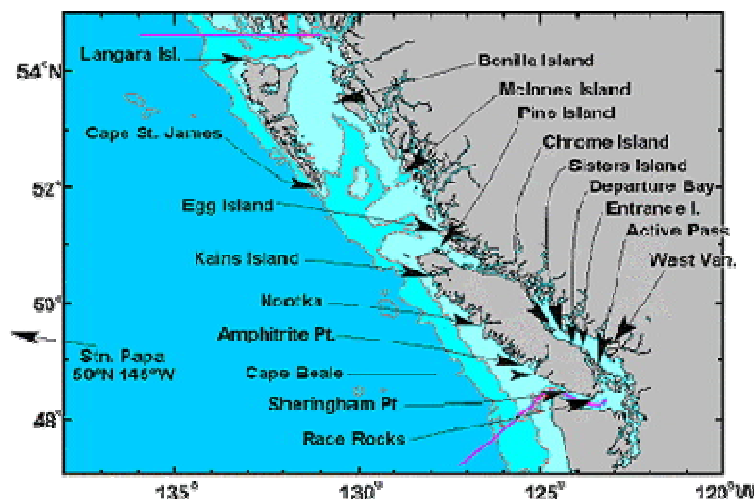 54°N
Langara Isl.
Bonilla Island
McInnes Island
Pine Island
Cape St. James
Chrome Island
Sisters Island
52°
Departure Bay
Egg Island
Entrance I.
Active Pass
Kains Island
West Van.
50°
Nootka
Amphitrite Pt.
Stn. Papa
50°N 145°W
Cape Beale
Sheringham Pt
48°
Race Rocks
135°
130°
125°
120°W